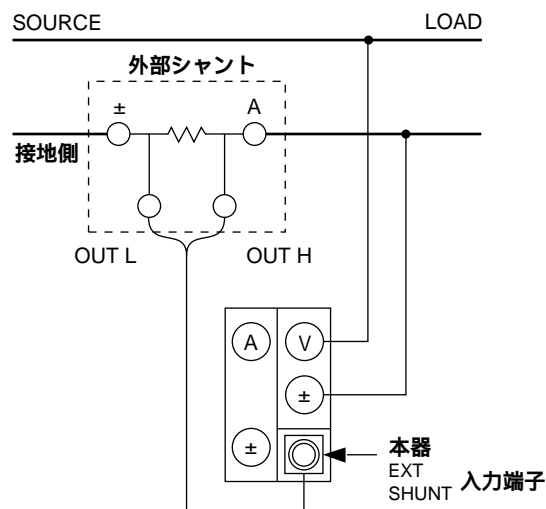 SOURCE LOAD
外部シャント
± A
接地側
OUT L OUT H
A V
±
±
本器
EXT
SHUNT 入力端子